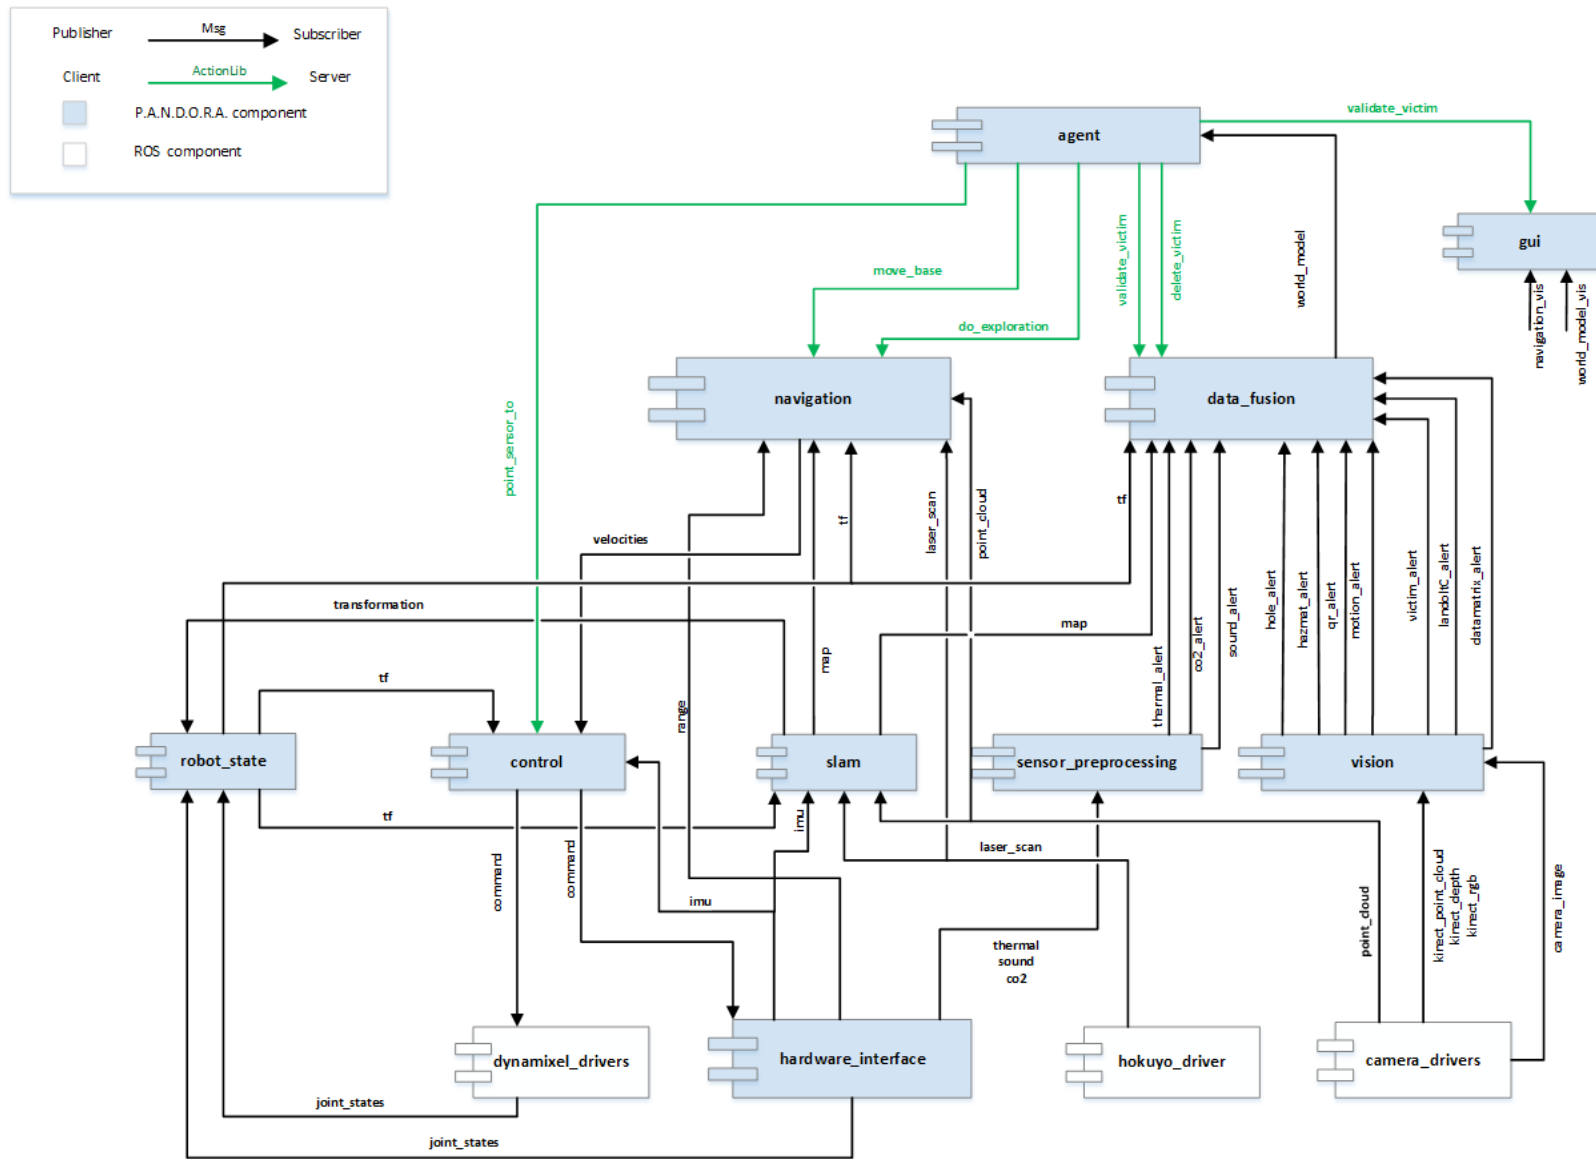 Publisher
Msg
Subscriber
Client
ActionLib
Server
P.A.N.D.O.R.A. component
ROS component
validate_victim
agent
gui
move_base
validate_victim
delete_victim
world_model
navigation_vis
world_model_vis
do_exploration
navigation
data_fusion
point_sensor_to
velocities
tf
laser_scan
point_cloud
tf
hole_alert
hazmat_alert
qr_alert
motion_alert
victim_alert
landoltC_alert
datamatrix_alert
transformation
map
map
thermal_alert
co2_alert
sound_alert
tf
range
robot_state
control
slam
sensor_preprocessing
vision
tf
imu
command
command
laser_scan
imu
thermal
sound
co2
point_cloud
kinect_point_cloud
kinect_depth
kinect_rgb
camera_image
dynamixel_drivers
hardware_interface
hokuyo_driver
camera_drivers
joint_states
joint_states